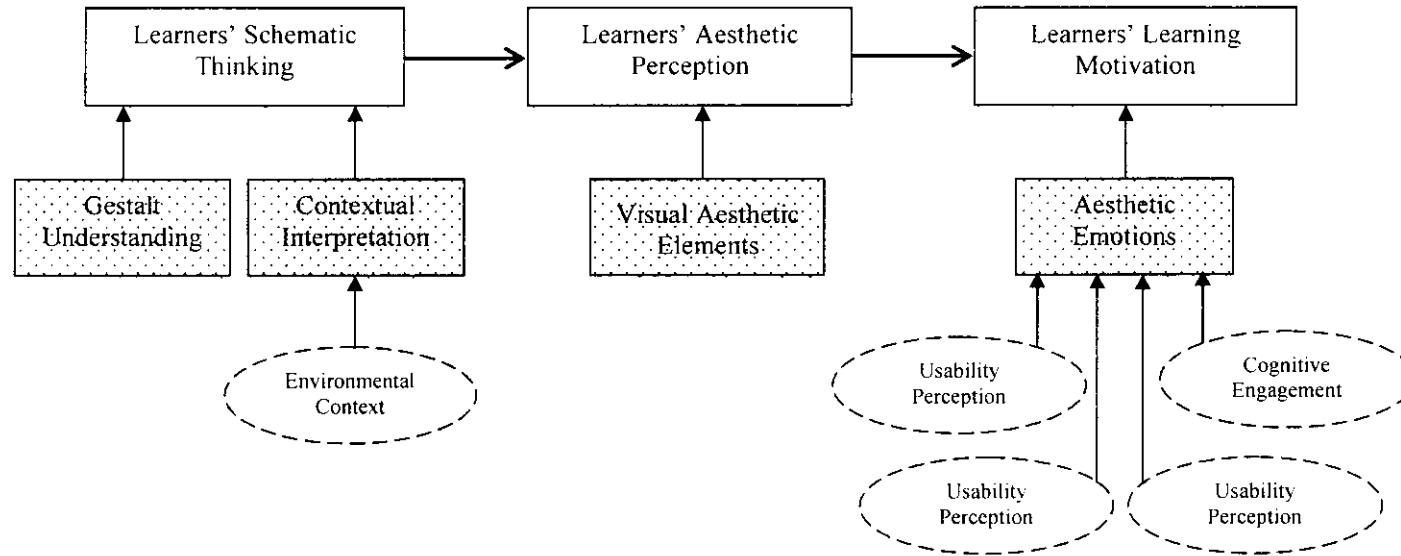 Learners' Schematic
Thinking
Learners' Aesthetic
Perception
Learners' Learning
Motivation
Gestalt
Understanding
Contextual
Interpretation
Visual Aesthetic
Elements
Aesthetic
Emotions
Environmental
Context
Usability
Perception
Cognitive
Engagement
Usability
Perception
Usability
Perception